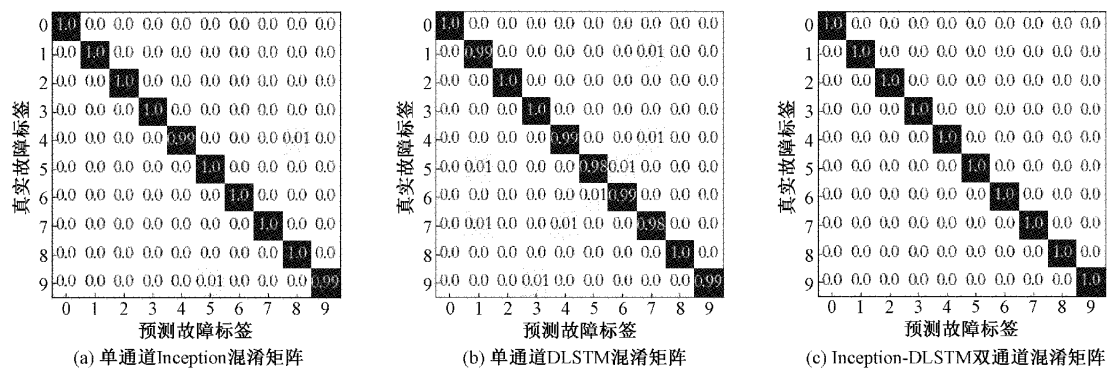 真实故障标签
0 1.0 0.0 0.0 0.0 0.0 0.0 0.0 0.0 0.0 0.0
1 0.0 1.0 0.0 0.0 0.0 0.0 0.0 0.0 0.0 0.0
2 0.0 0.0 1.0 0.0 0.0 0.0 0.0 0.0 0.0 0.0
3 0.0 0.0 0.0 1.0 0.0 0.0 0.0 0.0 0.0 0.0
4 0.0 0.0 0.0 0.0 0.99 0.0 0.0 0.0 0.01 0.0
5 0.0 0.0 0.0 0.0 0.0 1.0 0.0 0.0 0.0 0.0
6 0.0 0.0 0.0 0.0 0.0 0.0 1.0 0.0 0.0 0.0
7 0.0 0.0 0.0 0.0 0.0 0.0 0.0 1.0 0.0 0.0
8 0.0 0.0 0.0 0.0 0.0 0.0 0.0 0.0 1.0 0.0
9 0.0 0.0 0.0 0.0 0.0 0.01 0.0 0.0 0.0 0.99
0 1 2 3 4 5 6 7 8 9
预测故障标签
(a) 单通道Inception混淆矩阵
真实故障标签
0 1.0 0.0 0.0 0.0 0.0 0.0 0.0 0.0 0.0 0.0
1 0.0 0.99 0.0 0.0 0.0 0.0 0.0 0.01 0.0 0.0
2 0.0 0.0 1.0 0.0 0.0 0.0 0.0 0.0 0.0 0.0
3 0.0 0.0 0.0 1.0 0.0 0.0 0.0 0.0 0.0 0.0
4 0.0 0.0 0.0 0.0 0.99 0.0 0.0 0.01 0.0 0.0
5 0.0 0.01 0.0 0.0 0.0 0.98 0.01 0.0 0.0 0.0
6 0.0 0.0 0.0 0.0 0.0 0.01 0.99 0.0 0.0 0.0
7 0.0 0.01 0.0 0.0 0.01 0.0 0.0 0.98 0.0 0.0
8 0.0 0.0 0.0 0.0 0.0 0.0 0.0 0.0 1.0 0.0
9 0.0 0.0 0.0 0.01 0.0 0.0 0.0 0.0 0.0 0.99
0 1 2 3 4 5 6 7 8 9
预测故障标签
(b) 单通道DLSTM混淆矩阵
真实故障标签
0 1.0 0.0 0.0 0.0 0.0 0.0 0.0 0.0 0.0 0.0
1 0.0 1.0 0.0 0.0 0.0 0.0 0.0 0.0 0.0 0.0
2 0.0 0.0 1.0 0.0 0.0 0.0 0.0 0.0 0.0 0.0
3 0.0 0.0 0.0 1.0 0.0 0.0 0.0 0.0 0.0 0.0
4 0.0 0.0 0.0 0.0 1.0 0.0 0.0 0.0 0.0 0.0
5 0.0 0.0 0.0 0.0 0.0 1.0 0.0 0.0 0.0 0.0
6 0.0 0.0 0.0 0.0 0.0 0.0 1.0 0.0 0.0 0.0
7 0.0 0.0 0.0 0.0 0.0 0.0 0.0 1.0 0.0 0.0
8 0.0 0.0 0.0 0.0 0.0 0.0 0.0 0.0 1.0 0.0
9 0.0 0.0 0.0 0.0 0.0 0.0 0.0 0.0 0.0 1.0
0 1 2 3 4 5 6 7 8 9
预测故障标签
(c) Inception-DLSTM双通道混淆矩阵